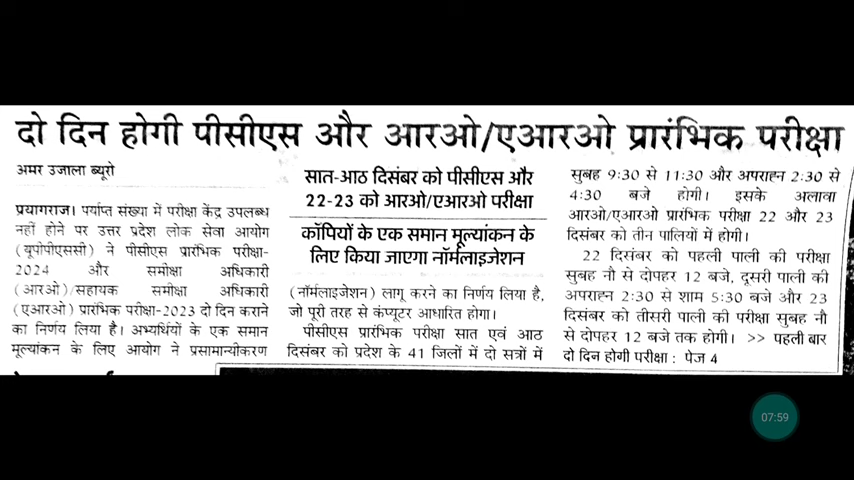 दो दिन होगी पीसीएस और आरओ/एआरओ प्रारंभिक परीक्षा
अमर उजाला ब्यूरो
प्रयागराज। पर्याप्त संख्या में परीक्षा केंद्र उपलब्ध
नहीं होने पर उत्तर प्रदेश लोक सेवा आयोग
(यूपीपीएससी) ने पीसीएस प्रारंभिक परीक्षा-
2024 और समीक्षा अधिकारी
(आरओ)/सहायक समीक्षा अधिकारी
(एआरओ) प्रारंभिक परीक्षा-2023 दो दिन कराने
का निर्णय लिया है। अभ्यर्थियों के एक समान
मूल्यांकन के लिए आयोग ने प्रसामान्यीकरण
सात-आठ दिसंबर को पीसीएस और
22-23 को आरओ/एआरओ परीक्षा
कॉपियों के एक समान मूल्यांकन के
लिए किया जाएगा नॉर्मलाइजेशन
(नॉर्मलाइजेशन) लागू करने का निर्णय लिया है,
जो पूरी तरह से कंप्यूटर आधारित होगा।
पीसीएस प्रारंभिक परीक्षा सात एवं आठ
दिसंबर को प्रदेश के 41 जिलों में दो सत्रों में
सुबह 9:30 से 11:30 और अपराह्न 2:30 से
4:30 बजे होगी। इसके अलावा
आरओ/एआरओ प्रारंभिक परीक्षा 22 और 23
दिसंबर को तीन पालियों में होगी।
22 दिसंबर को पहली पाली की परीक्षा
सुबह नौ से दोपहर 12 बजे, दूसरी पाली की
अपराह्न 2:30 से शाम 5:30 बजे और 23
दिसंबर को तीसरी पाली की परीक्षा सुबह नौ
से दोपहर 12 बजे तक होगी। >> पहली बार
दो दिन होगी परीक्षा : पेज 4
07:59